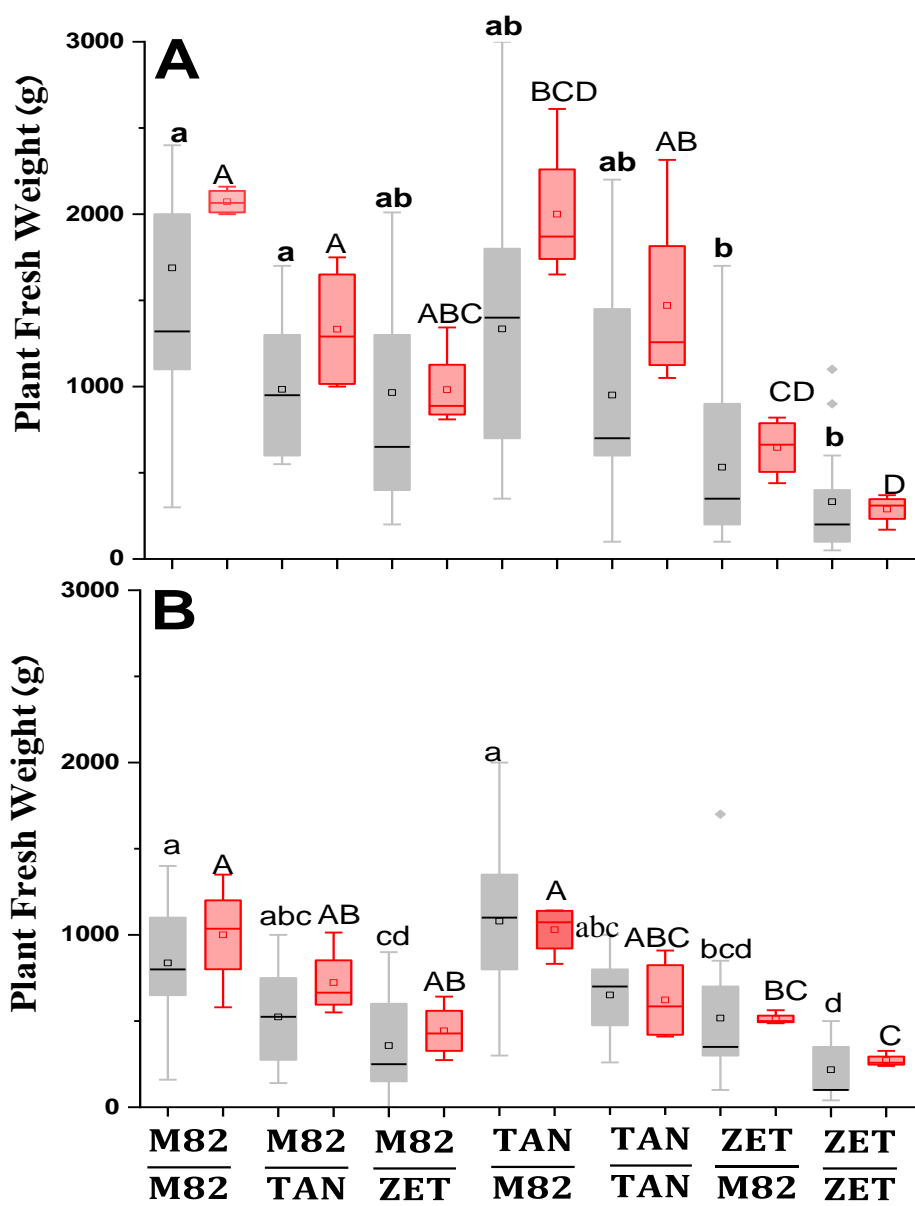 A
Plant Fresh Weight (g)
3000
2000
1000
0
a
A
a
A
ab
ABC
ab
BCD
ab
AB
b
CD
b
D
B
Plant Fresh Weight (g)
3000
2000
1000
0
a
A
abc
AB
cd
AB
a
A
abc
ABC
bcd
BC
d
C
M82 M82 M82 TAN TAN ZET ZET
M82 TAN ZET M82 TAN M82 ZET